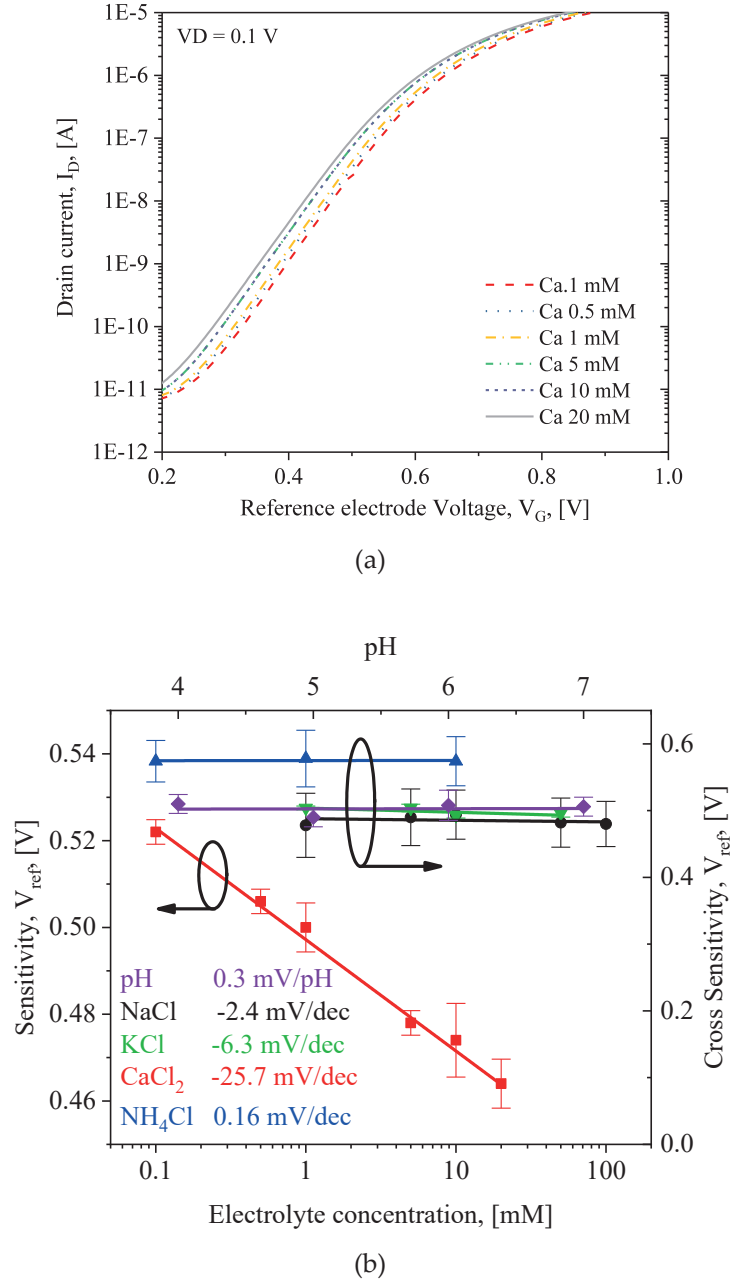 1E-5
VD = 0.1 V
1E-6
1E-7
1E-8
1E-9
1E-10
1E-11
1E-12
Drain current, I_D, [A]
Ca.1 mM
Ca 0.5 mM
Ca 1 mM
Ca 5 mM
Ca 10 mM
Ca 20 mM
0.2 0.4 0.6 0.8 1.0
Reference electrode Voltage, V_G, [V]
(a)
pH
4 5 6 7
0.54
0.52
0.50
0.48
0.46
Sensitivity, V_ref, [V]
0.6
0.4
0.2
0.0
Cross Sensitivity, V_ref, [V]
pH 0.3 mV/pH
NaCl -2.4 mV/dec
KCl -6.3 mV/dec
CaCl₂ -25.7 mV/dec
NH₄Cl 0.16 mV/dec
0.1 1 10 100
Electrolyte concentration, [mM]
(b)